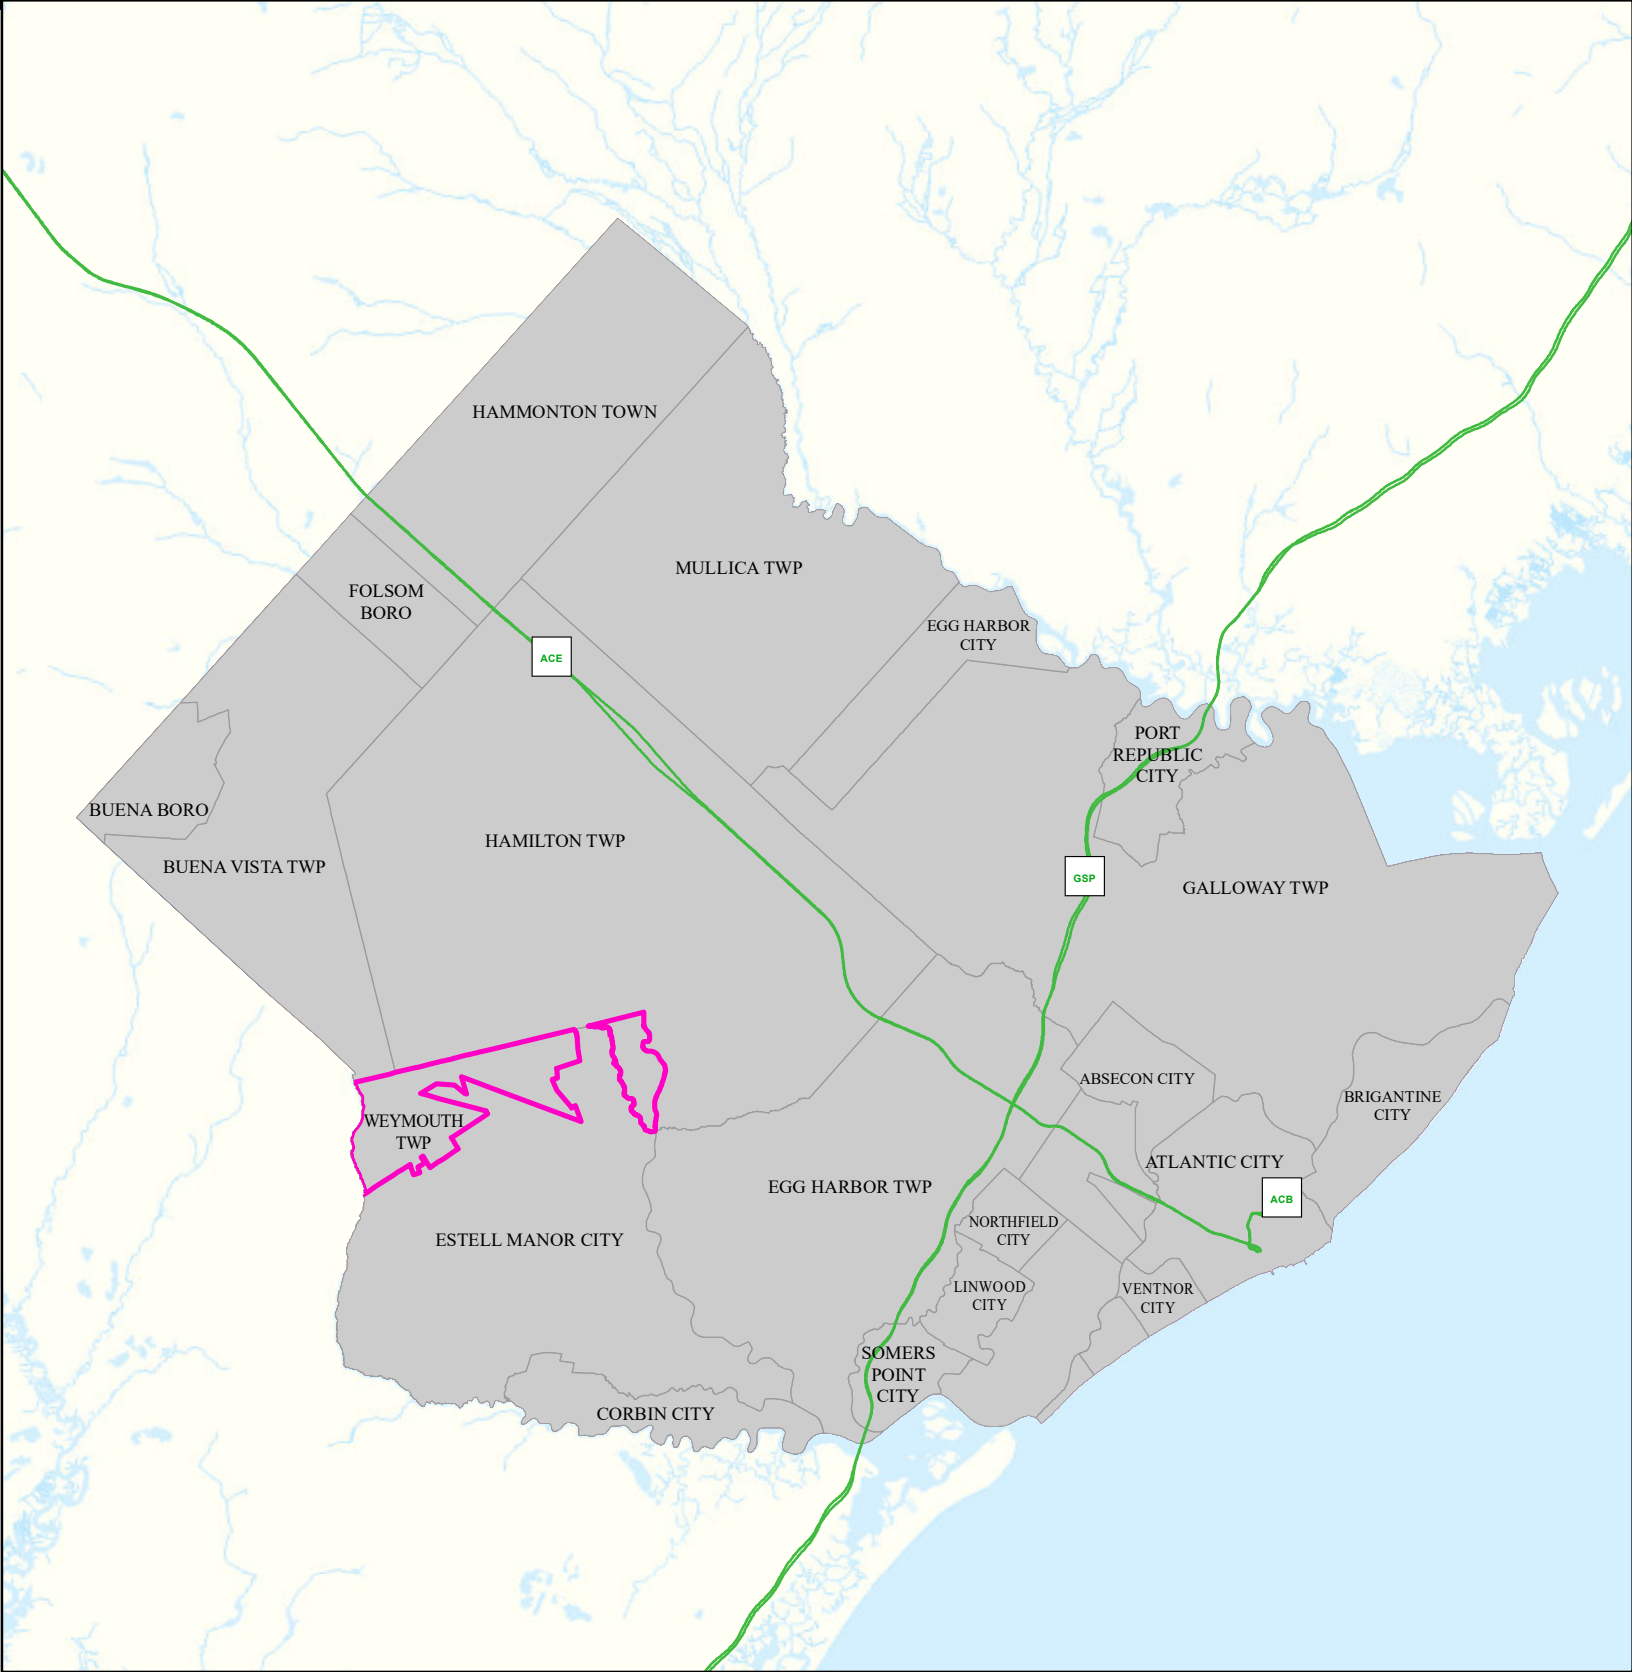 HAMMONTON TOWN
MULLICA TWP
FOLSOM
BORO
EGG HARBOR
CITY
ACE
PORT
REPUBLIC
CITY
BUENA BORO
HAMILTON TWP
BUENA VISTA TWP
GSP
GALLOWAY TWP
ABSECON CITY
BRIGANTINE
CITY
WEYMOUTH
TWP
ATLANTIC CITY
EGG HARBOR TWP
ACB
NORTHFIELD
CITY
ESTELL MANOR CITY
LINWOOD
CITY
VENTNOR
CITY
SOMERS
POINT
CITY
CORBIN CITY